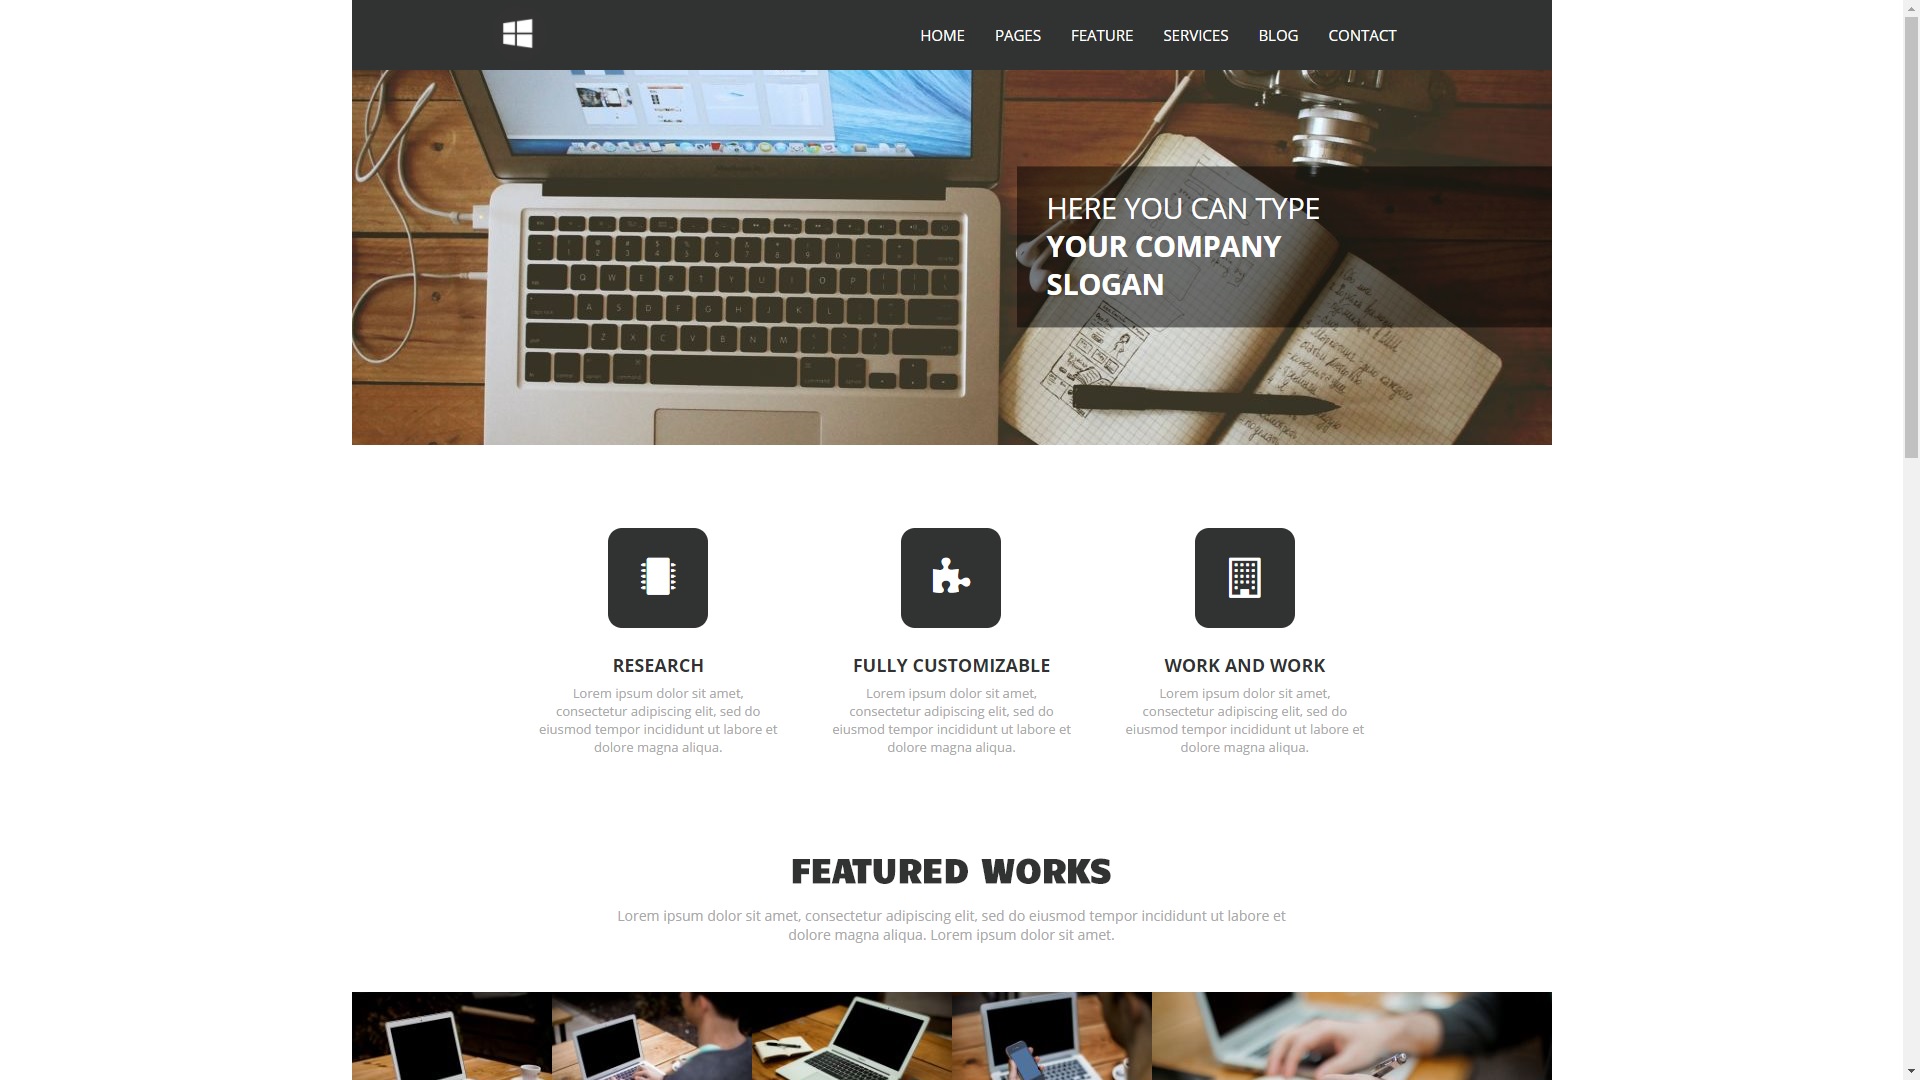 HOME PAGES FEATURE SERVICES BLOG CONTACT
HERE YOU CAN TYPE
YOUR COMPANY
SLOGAN
RESEARCH
Lorem ipsum dolor sit amet,
consectetur adipiscing elit, sed do
eiusmod tempor incididunt ut labore et
dolore magna aliqua.
FULLY CUSTOMIZABLE
Lorem ipsum dolor sit amet,
consectetur adipiscing elit, sed do
eiusmod tempor incididunt ut labore et
dolore magna aliqua.
WORK AND WORK
Lorem ipsum dolor sit amet,
consectetur adipiscing elit, sed do
eiusmod tempor incididunt ut labore et
dolore magna aliqua.
FEATURED WORKS
Lorem ipsum dolor sit amet, consectetur adipiscing elit, sed do eiusmod tempor incididunt ut labore et
dolore magna aliqua. Lorem ipsum dolor sit amet.